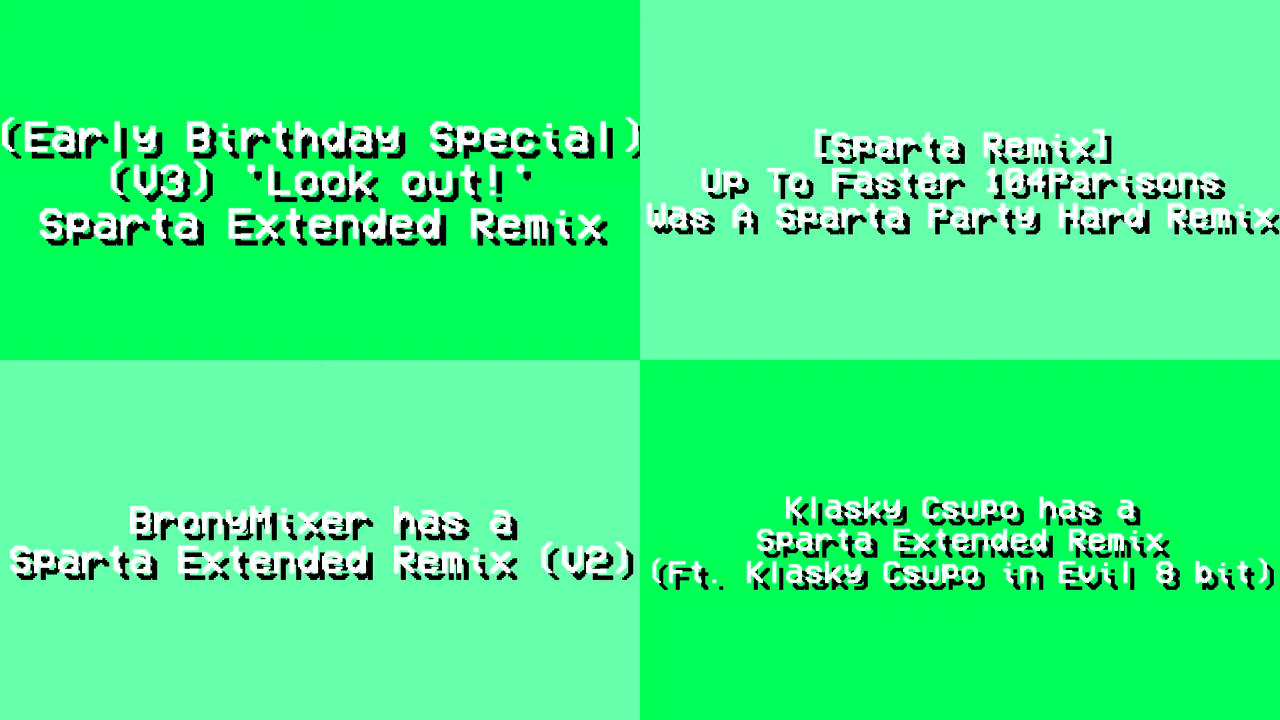 (Early Birthday Special)
(V3) 'Look out!'
Sparta Extended Remix
[Sparta Remix]
Up To Faster 104Parisons
Was A Sparta Party Hard Remix
BronyMixer has a
Sparta Extended Remix (V2)
Klasky Csupo has a
Sparta Extended Remix
(Ft. Klasky Csupo in Evil 8 bit)